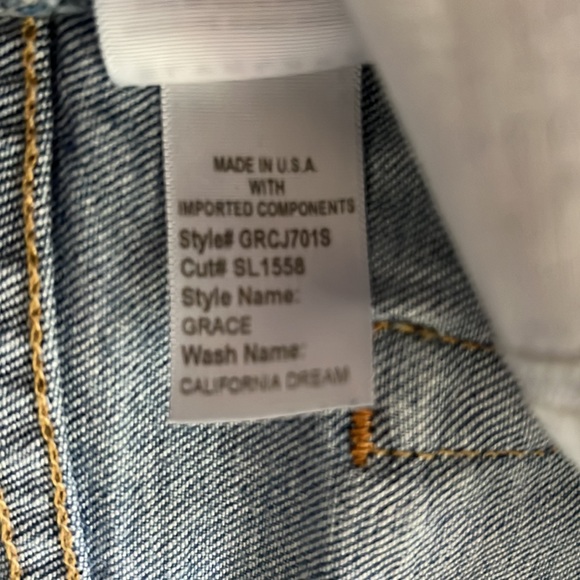 MADE IN U.S.A.
WITH
IMPORTED COMPONENTS
Style# GRCJ701S
Cut# SL1558
Style Name:
GRACE
Wash Name:
CALIFORNIA DREAM